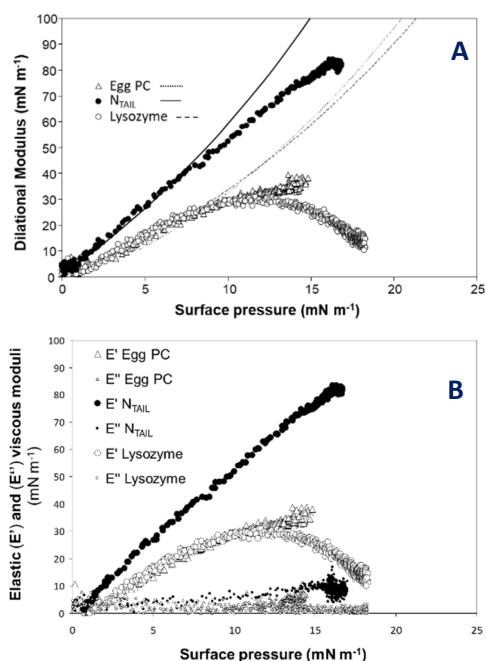 A
100
90
80
70
60
50
40
30
20
10
0
Dilational Modulus (mN m-1)
Egg PC
NTAIL
Lysozyme
0 5 10 15 20 25
Surface pressure (mN m-1)
B
100
90
80
70
60
50
40
30
20
10
0
Elastic (E') and (E'') viscous moduli
(mN m-1)
E' Egg PC
E'' Egg PC
E' NTAIL
E'' NTAIL
E' Lysozyme
E'' Lysozyme
0 5 10 15 20 25
Surface pressure (mN m-1)